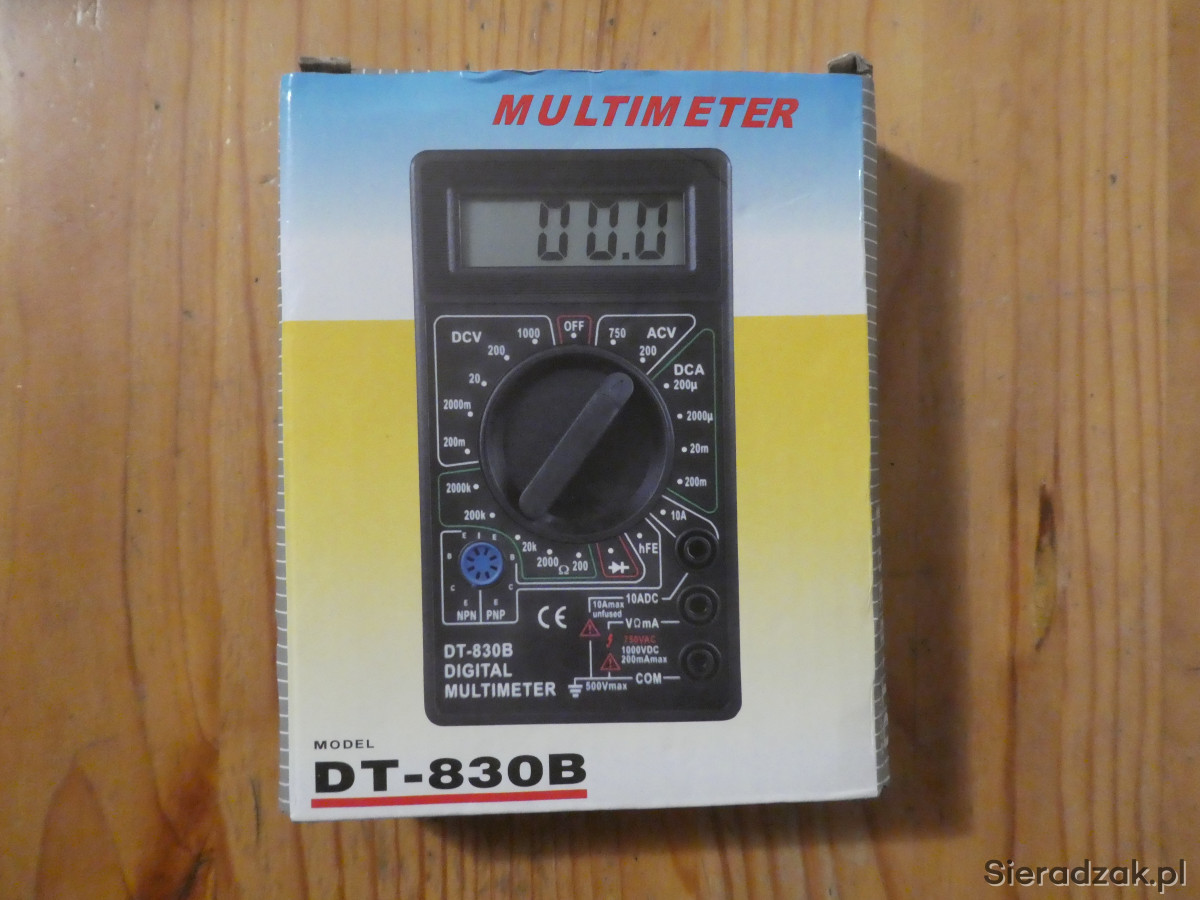 MULTIMETER
00.0
DCV 1000 OFF 750 ACV
200 200
DCA
20 200µ
2000m 2000µ
200m 20m
2000k 200m
200k 10A
20k 2000 Ω 200 hFE
E B E
B B
C C
E E
NPN PNP
CE
10Amax
unfused
10ADC
VΩmA
750VAC
1000VDC
200mAmax
COM
500Vmax
DT-830B
DIGITAL
MULTIMETER
MODEL
DT-830B
Sieradzak.pl